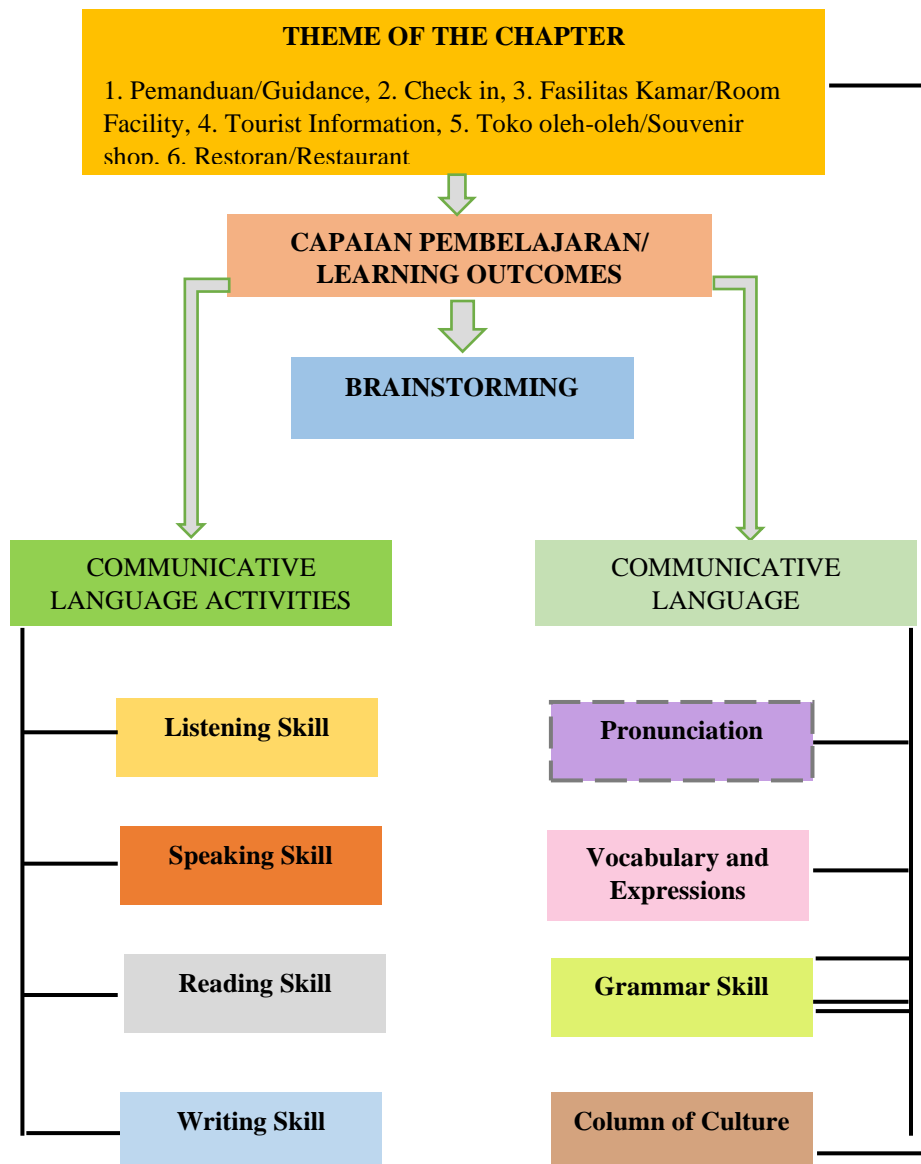 THEME OF THE CHAPTER
1. Pemanduan/Guidance, 2. Check in, 3. Fasilitas Kamar/Room
Facility, 4. Tourist Information, 5. Toko oleh-oleh/Souvenir
shop, 6. Restoran/Restaurant
CAPAIAN PEMBELAJARAN/
LEARNING OUTCOMES
BRAINSTORMING
COMMUNICATIVE
LANGUAGE ACTIVITIES
COMMUNICATIVE
LANGUAGE
Listening Skill
Pronunciation
Speaking Skill
Vocabulary and
Expressions
Reading Skill
Grammar Skill
Writing Skill
Column of Culture